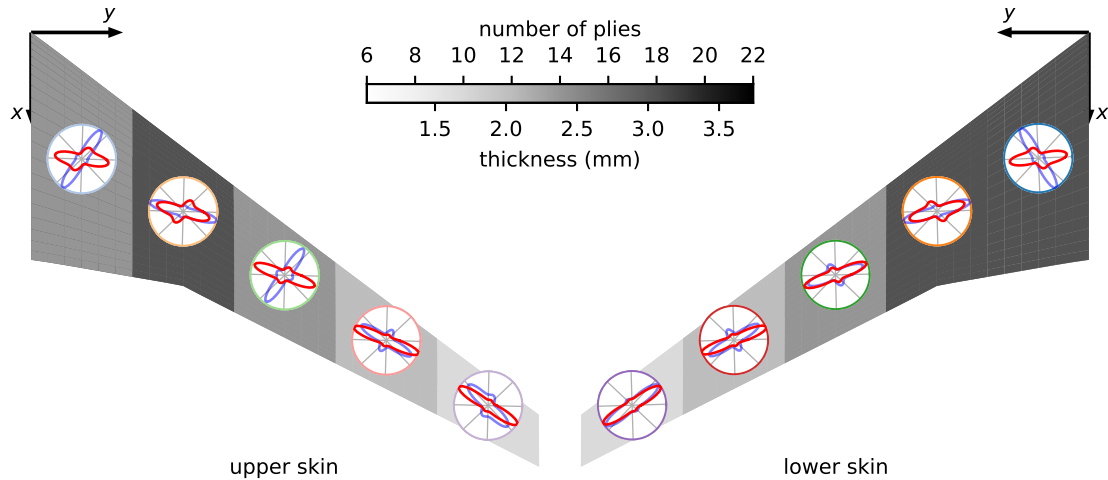 y
y
number of plies
6 8 10 12 14 16 18 20 22
x
x
1.5 2.0 2.5 3.0 3.5
thickness (mm)
upper skin
lower skin